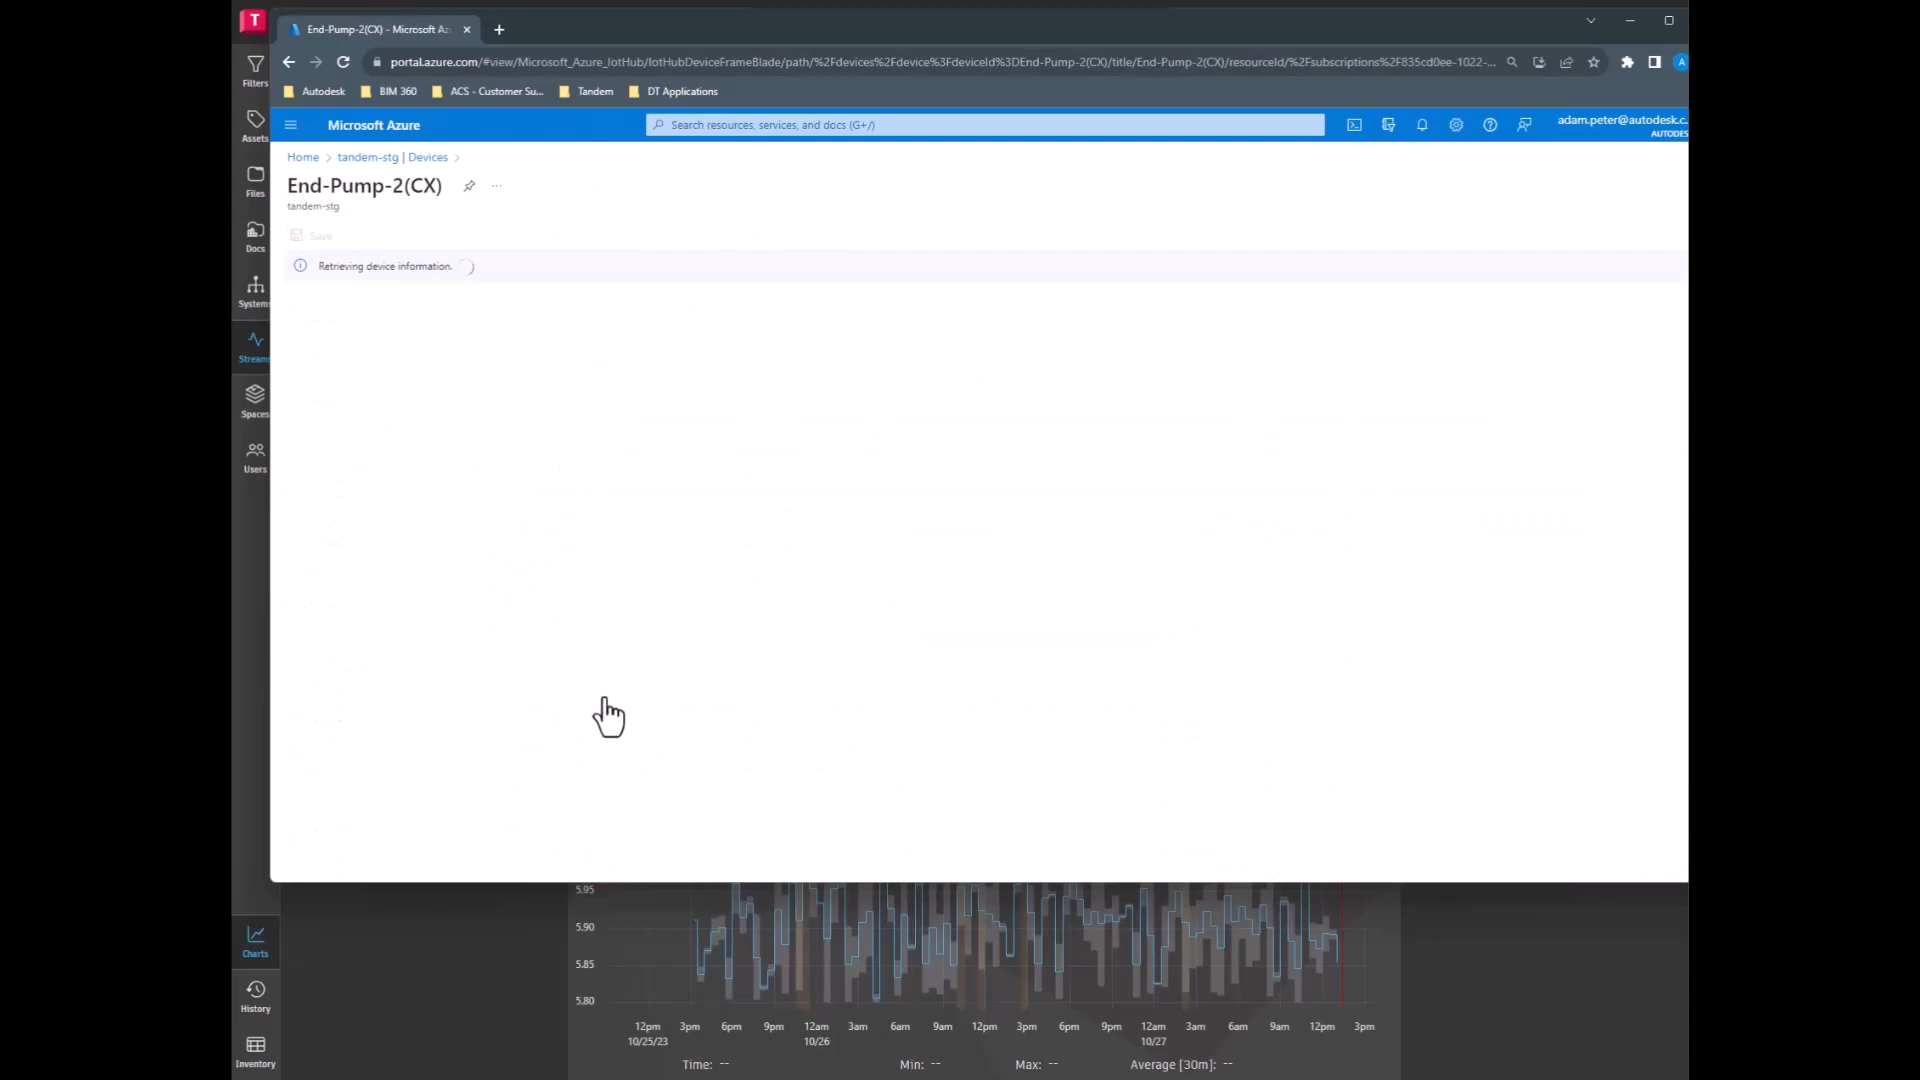 T
End-Pump-2(CX) - Microsoft Az
portal.azure.com/#view/Microsoft_Azure_IotHub/IotHubDeviceFrameBlade/path/%2Fdevices%2Fdevice%3FdeviceId%3DEnd-Pump-2(CX)/title/End-Pump-2(CX)/resourceId/%2Fsubscriptions%2F835cd0ee-1022-...
A
Autodesk BIM 360 ACS - Customer Su... Tandem DT Applications
Microsoft Azure
Search resources, services, and docs (G+/)
adam.peter@autodesk.c...
AUTODES
Home > tandem-stg | Devices >
End-Pump-2(CX)
tandem-stg
Save
Retrieving device information.
Filters
Assets
Files
Docs
Systems
Streams
Spaces
Users
Charts
History
Inventory
5.95
5.90
5.85
5.80
12pm 3pm 6pm 9pm 12am 3am 6am 9am 12pm 3pm 6pm 9pm 12am 3am 6am 9am 12pm 3pm
10/25/23 10/26 10/27
Time: -- Min: -- Max: -- Average [30m]: --